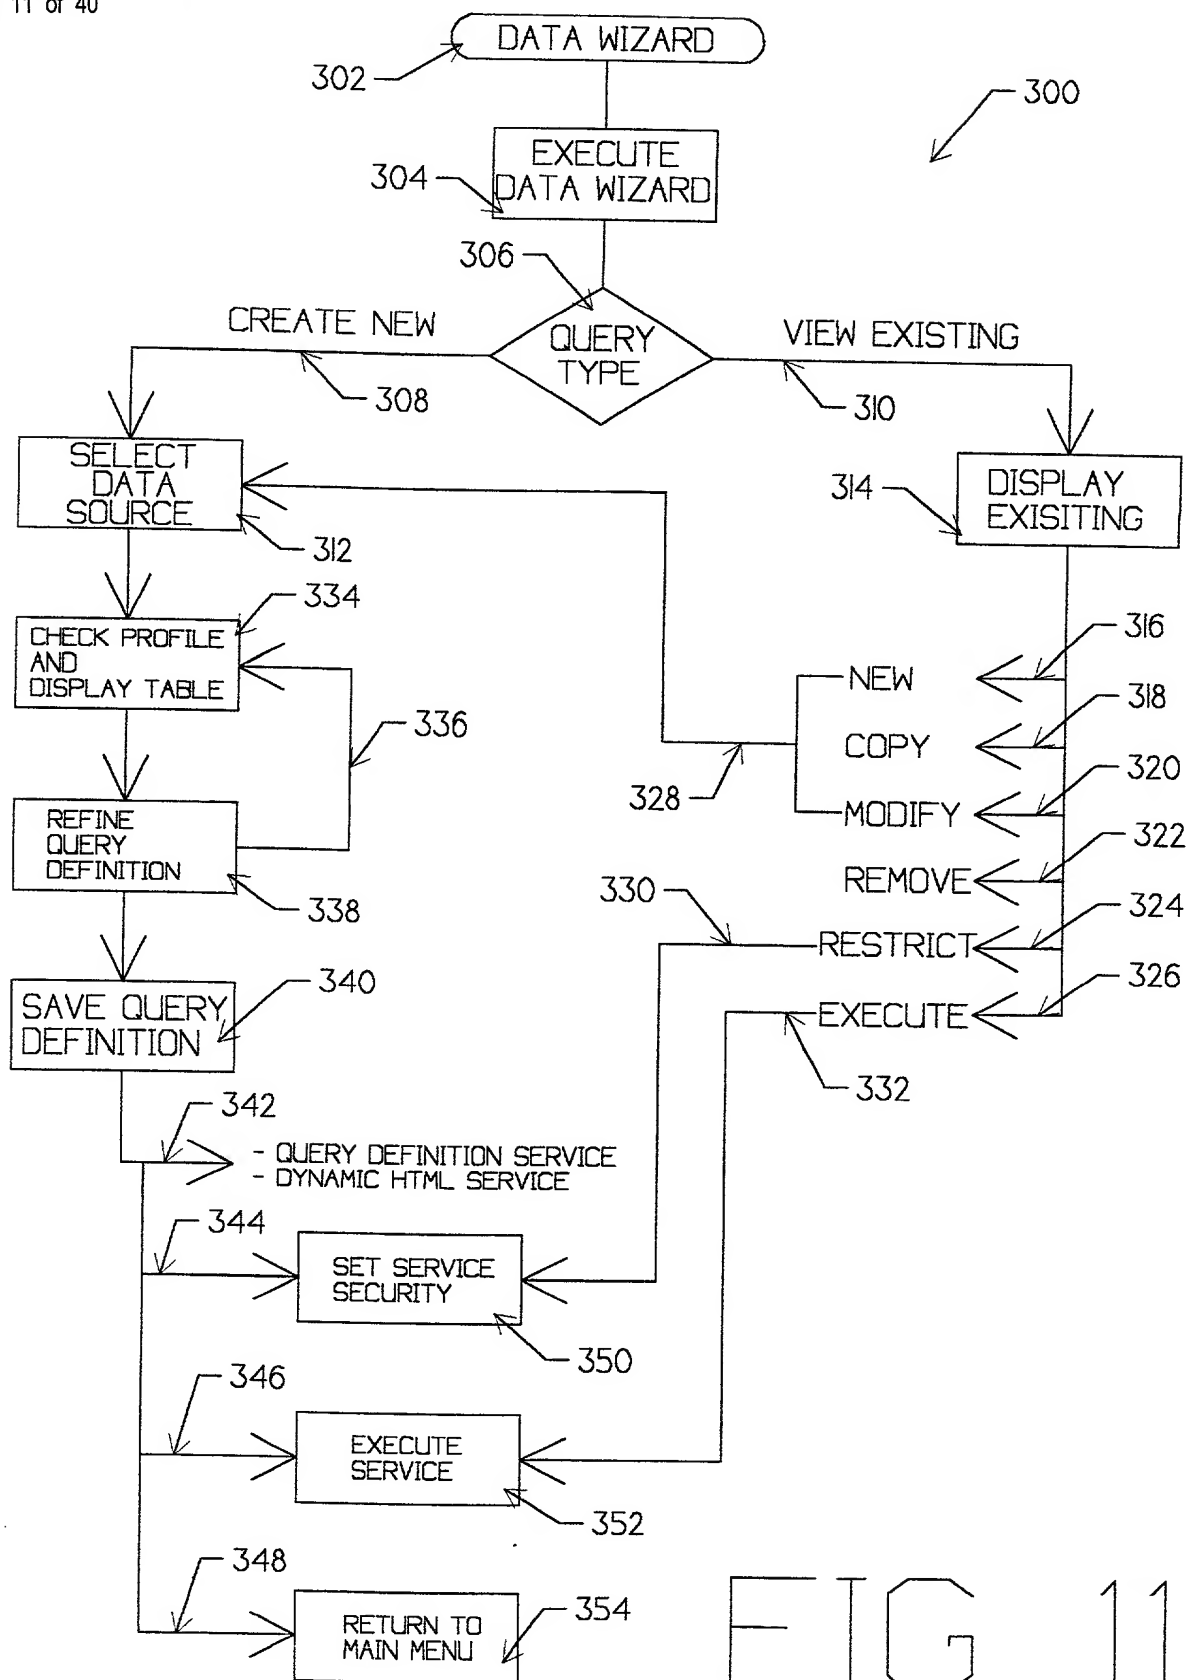 11 of 40
DATA WIZARD
302
300
EXECUTE
DATA WIZARD
304
306
CREATE NEW
QUERY
TYPE
VIEW EXISTING
308
310
SELECT
DATA
SOURCE
312
314
DISPLAY
EXISITING
334
CHECK PROFILE
AND
DISPLAY TABLE
336
316
NEW
318
COPY
328
320
MODIFY
322
REMOVE
REFINE
QUERY
DEFINITION
338
330
324
RESTRICT
326
EXECUTE
332
340
SAVE QUERY
DEFINITION
342
- QUERY DEFINITION SERVICE
- DYNAMIC HTML SERVICE
344
SET SERVICE
SECURITY
350
346
EXECUTE
SERVICE
352
348
RETURN TO
MAIN MENU
354
FIG 11